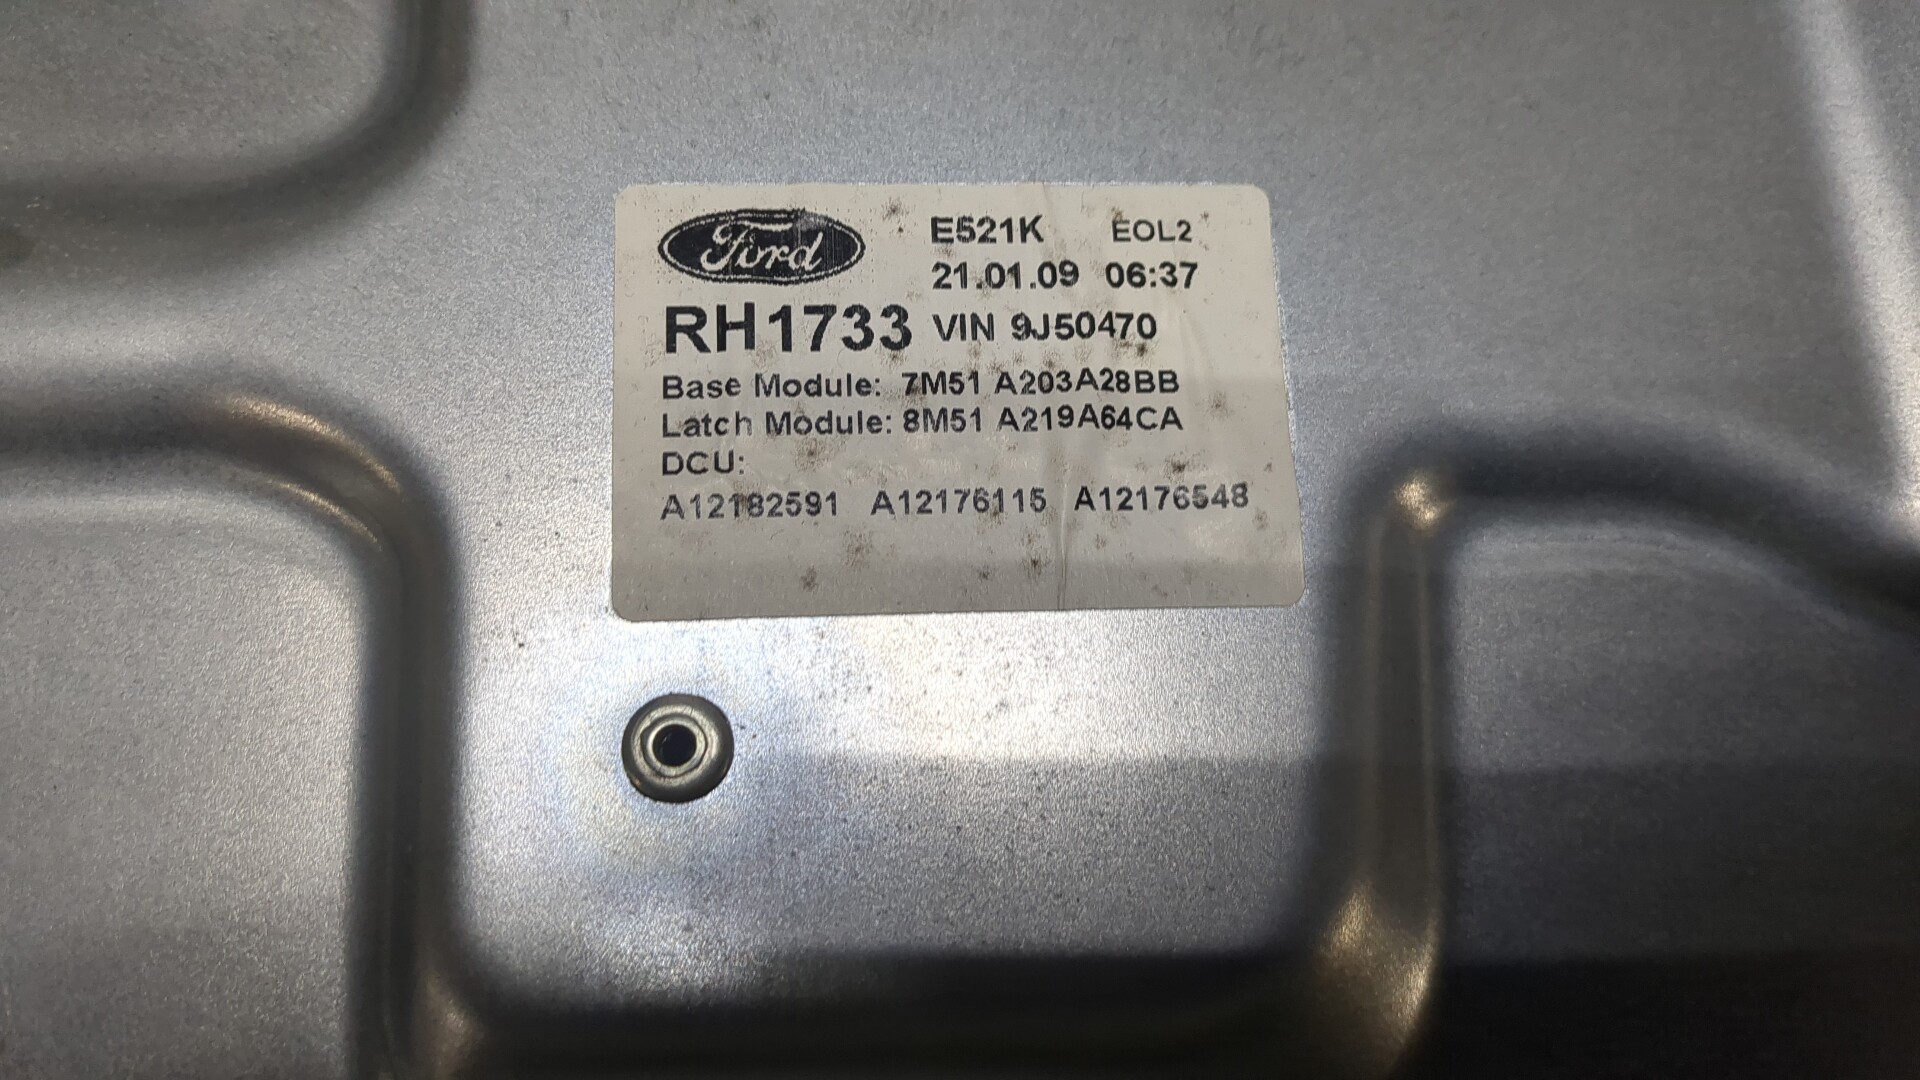 Ford E521K EOL2
21.01.09 06:37
RH1733 VIN 9J50470
Base Module: 7M51 A203A28BB
Latch Module: 8M51 A219A64CA
DCU:
A12182591 A12176115 A12176548